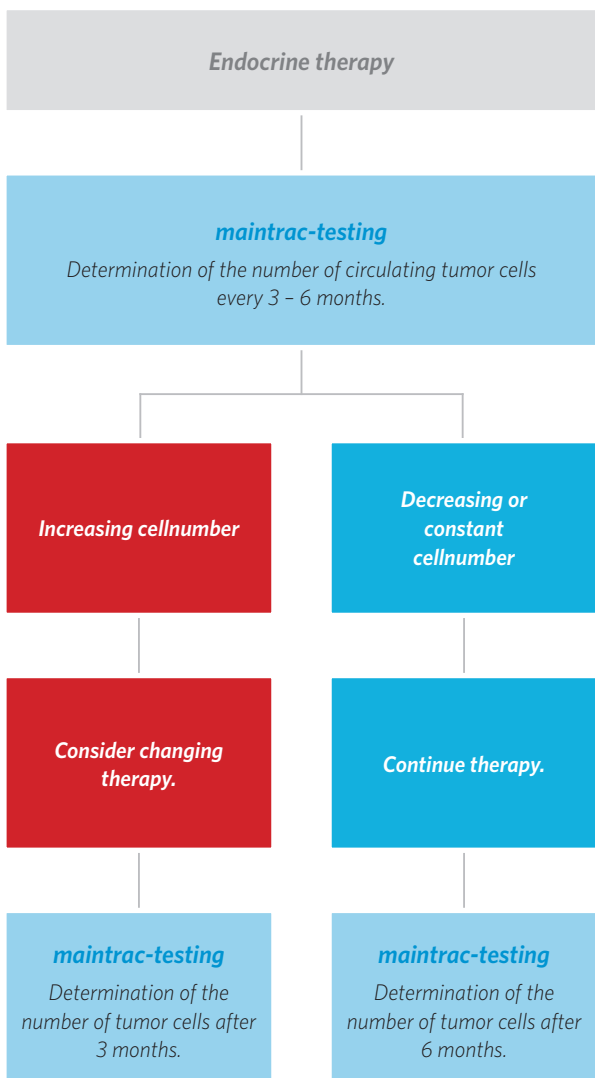 Endocrine therapy
maintrac-testing
Determination of the number of circulating tumor cells
every 3 – 6 months.
Increasing cellnumber
Decreasing or
constant
cellnumber
Consider changing
therapy.
Continue therapy.
maintrac-testing
Determination of the
number of tumor cells after
3 months.
maintrac-testing
Determination of the
number of tumor cells after
6 months.